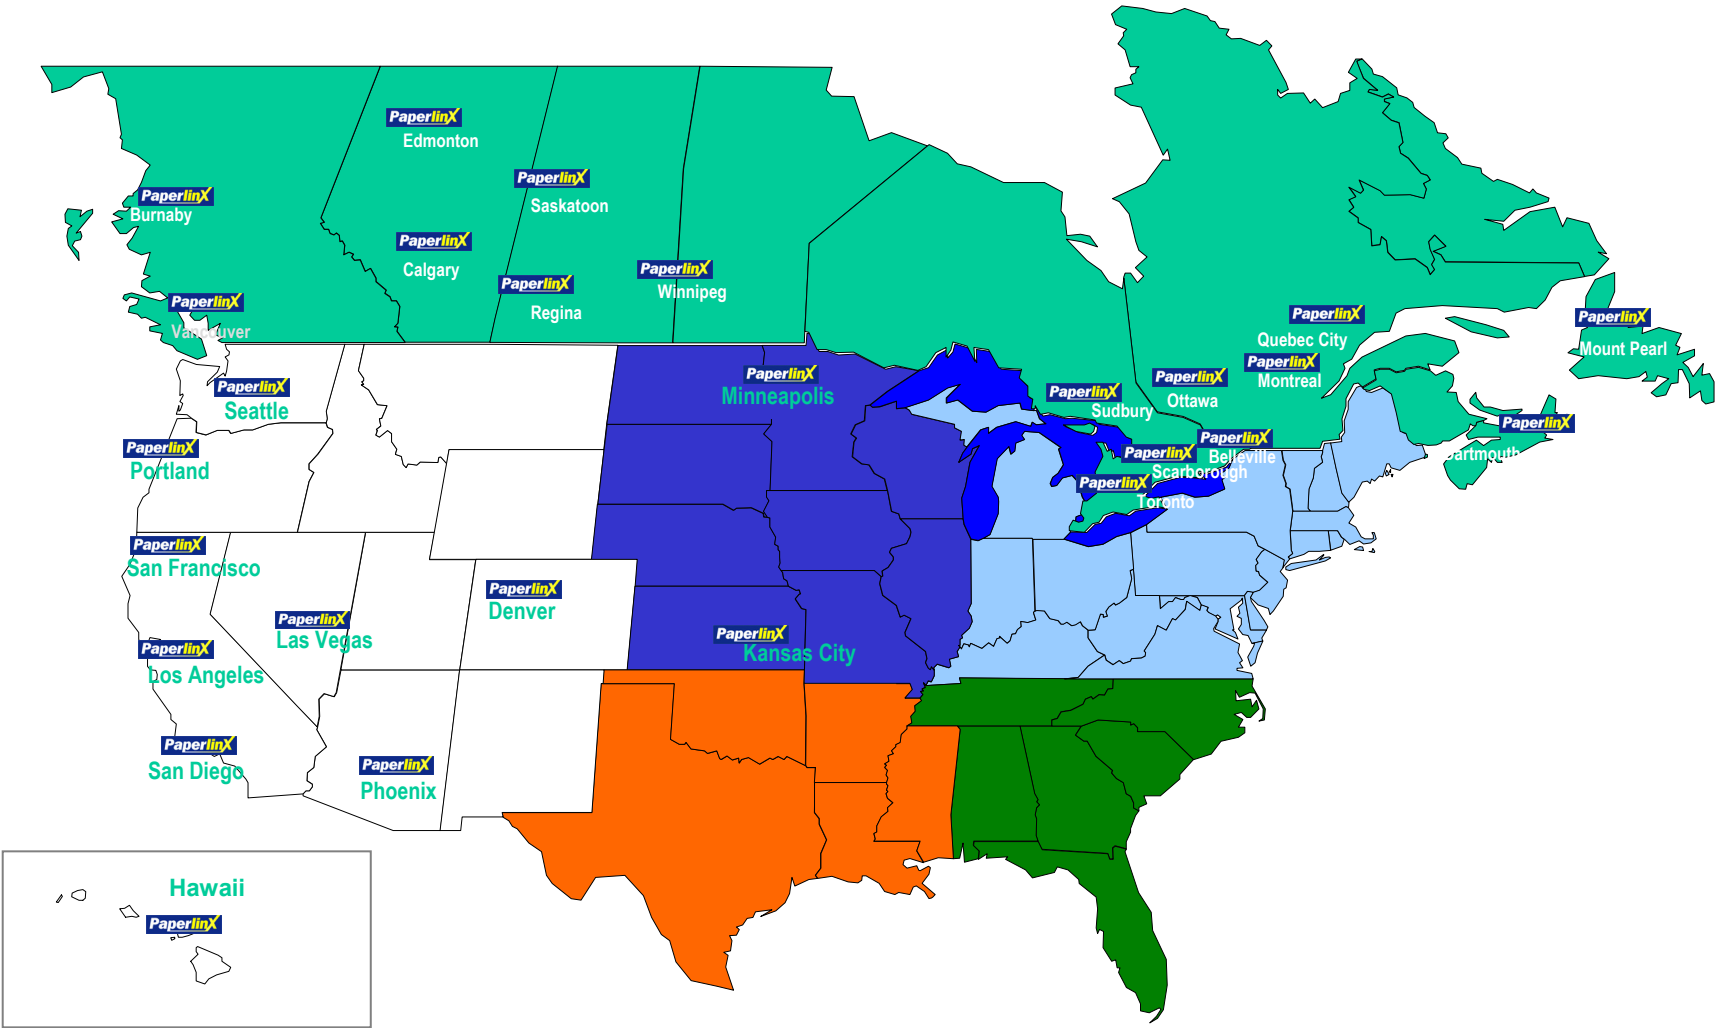 PaperlinX
Edmonton
PaperlinX
Saskatoon
PaperlinX
Burnaby
PaperlinX
Calgary
PaperlinX
Winnipeg
PaperlinX
Regina
PaperlinX
Vancouver
PaperlinX
Quebec City
PaperlinX
Mount Pearl
PaperlinX
Montreal
PaperlinX
Minneapolis
PaperlinX
Ottawa
PaperlinX
Seattle
PaperlinX
Sudbury
PaperlinX
Dartmouth
PaperlinX
Belleville
PaperlinX
Portland
PaperlinX
Scarborough
PaperlinX
Toronto
PaperlinX
San Francisco
PaperlinX
Denver
PaperlinX
Las Vegas
PaperlinX
Kansas City
PaperlinX
Los Angeles
PaperlinX
San Diego
PaperlinX
Phoenix
Hawaii
PaperlinX